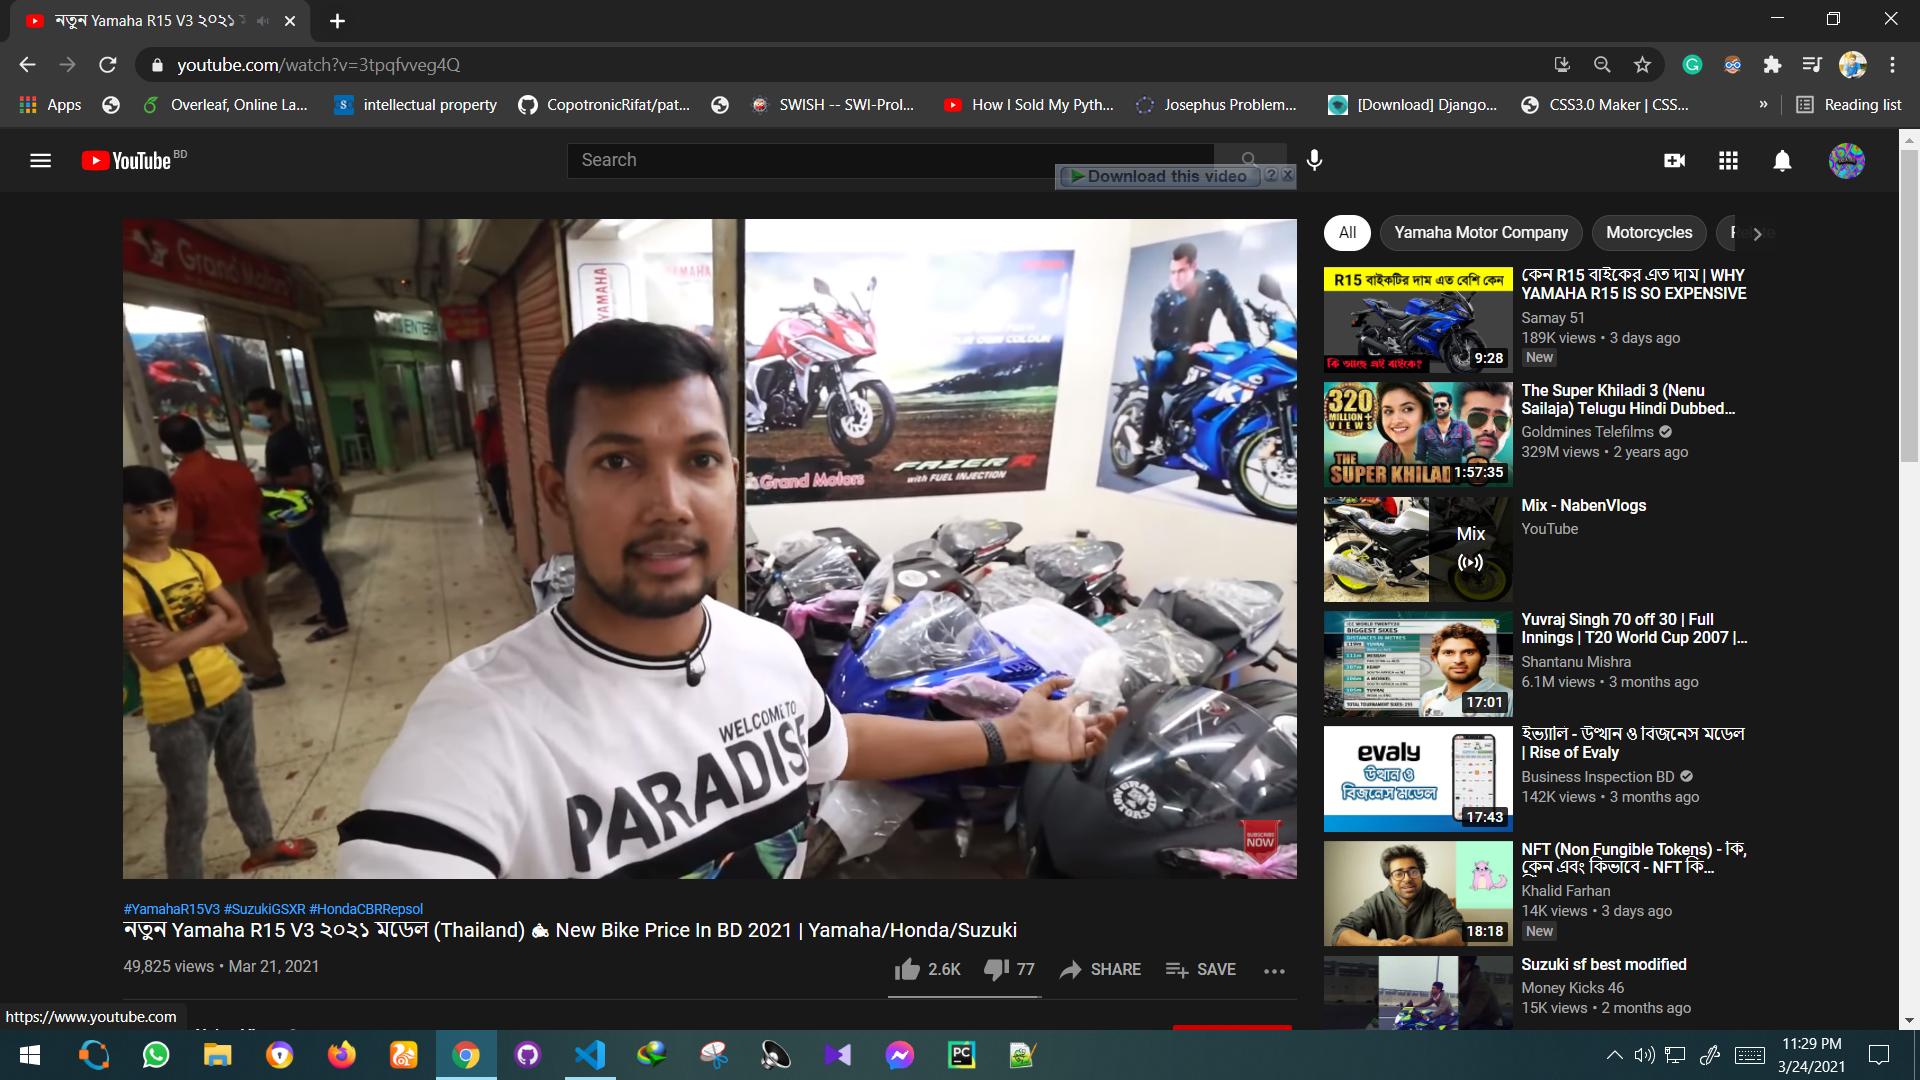 নতুন Yamaha R15 V3 ২০২১
youtube.com/watch?v=3tpqfvveg4Q
Apps
Overleaf, Online La...
intellectual property
CopotronicRifat/pat...
SWISH -- SWI-Prol...
How I Sold My Pyth...
Josephus Problem...
[Download] Django...
CSS3.0 Maker | CSS...
»
Reading list
YouTube BD
Search
Download this video
Grand Motors
YAMAHA
FAZER
with FUEL INJECTION
Grand Motors
WELCOME TO
PARADISE
SUBSCRIBE
NOW
#YamahaR15V3 #SuzukiGSXR #HondaCBRRepsol
নতুন Yamaha R15 V3 ২০২১ মডেল (Thailand) 🏍 New Bike Price In BD 2021 | Yamaha/Honda/Suzuki
49,825 views • Mar 21, 2021
2.6K
77
SHARE
SAVE
All
Yamaha Motor Company
Motorcycles
R15 বাইকটির দাম এত বেশি কেন
কি আছে এই বাইকে?
9:28
কেন R15 বাইকের এত দাম | WHY
YAMAHA R15 IS SO EXPENSIVE
Samay 51
189K views • 3 days ago
New
320
MILLION+
VIEWS
THE
SUPER KHILAD
1:57:35
The Super Khiladi 3 (Nenu
Sailaja) Telugu Hindi Dubbed...
Goldmines Telefilms
329M views • 2 years ago
Mix
Mix - NabenVlogs
YouTube
ICC WORLD TWENTY20
BIGGEST SIXES
DISTANCES IN METRES
17:01
Yuvraj Singh 70 off 30 | Full
Innings | T20 World Cup 2007 |...
Shantanu Mishra
6.1M views • 3 months ago
evaly
উত্থান ও
বিজনেস মডেল
17:43
ইভ্যালি - উত্থান ও বিজনেস মডেল
| Rise of Evaly
Business Inspection BD
142K views • 3 months ago
18:18
NFT (Non Fungible Tokens) - কি,
কেন এবং কিভাবে - NFT কি...
Khalid Farhan
14K views • 3 days ago
New
Suzuki sf best modified
Money Kicks 46
15K views • 2 months ago
https://www.youtube.com
11:29 PM
3/24/2021